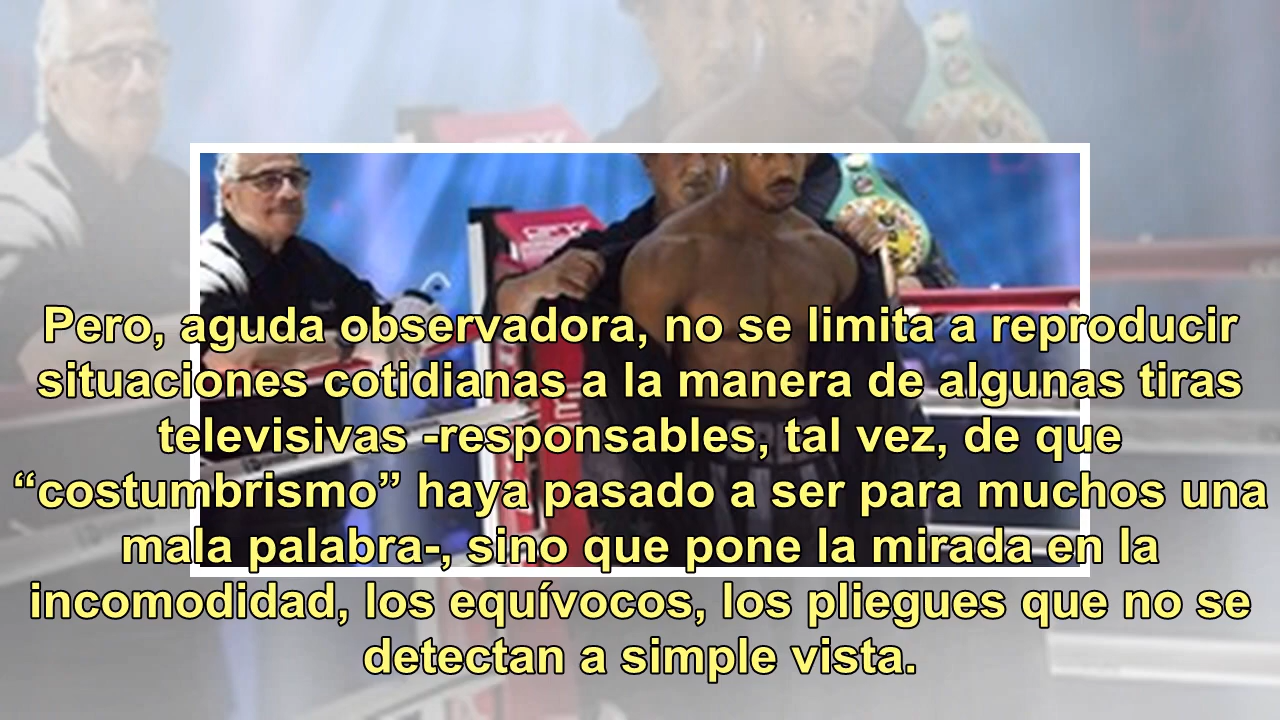 Pero, aguda observadora, no se limita a reproducir
situaciones cotidianas a la manera de algunas tiras
televisivas -responsables, tal vez, de que
“costumbrismo” haya pasado a ser para muchos una
mala palabra-, sino que pone la mirada en la
incomodidad, los equívocos, los pliegues que no se
detectan a simple vista.